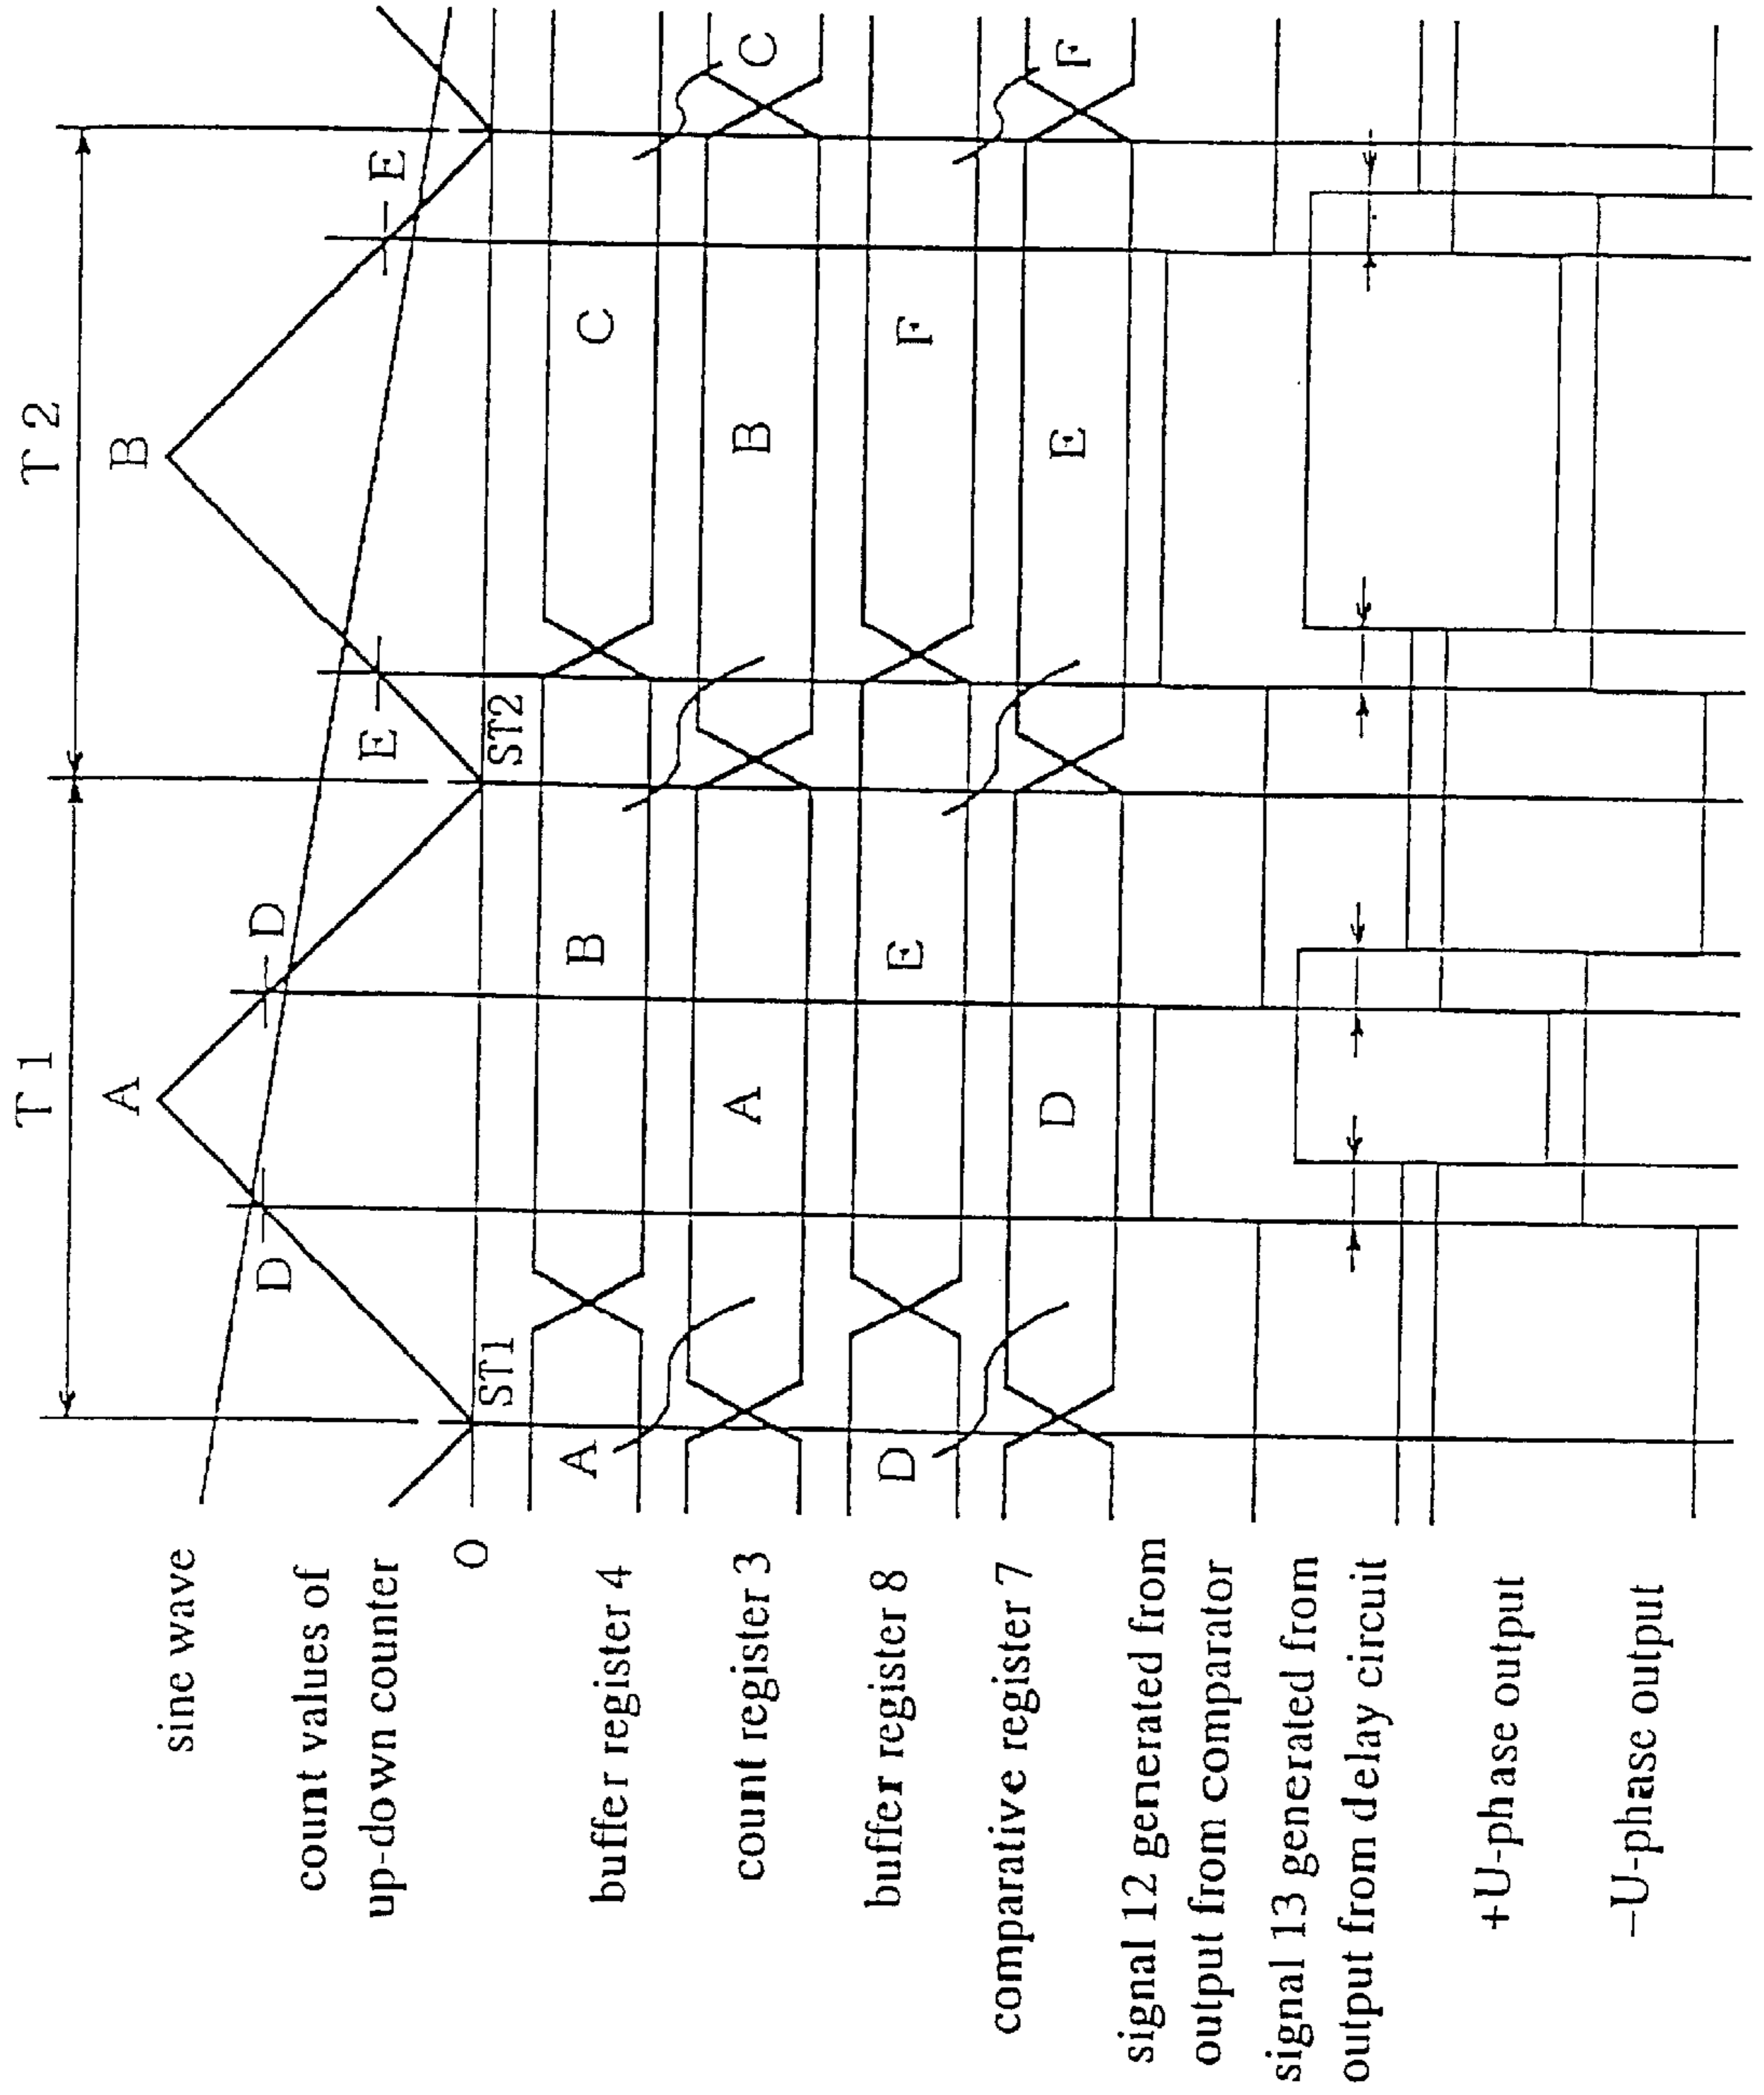 T 1
T 2
A
B
sine wave
D
D
E
E
count values of
up-down counter
O
ST1
ST2
buffer register 4
A
B
C
count register 3
A
B
C
buffer register 8
D
E
F
comparative register 7
D
E
F
signal 12 generated from
output from comparator
signal 13 generated from
output from delay circuit
+U-phase output
−U-phase output